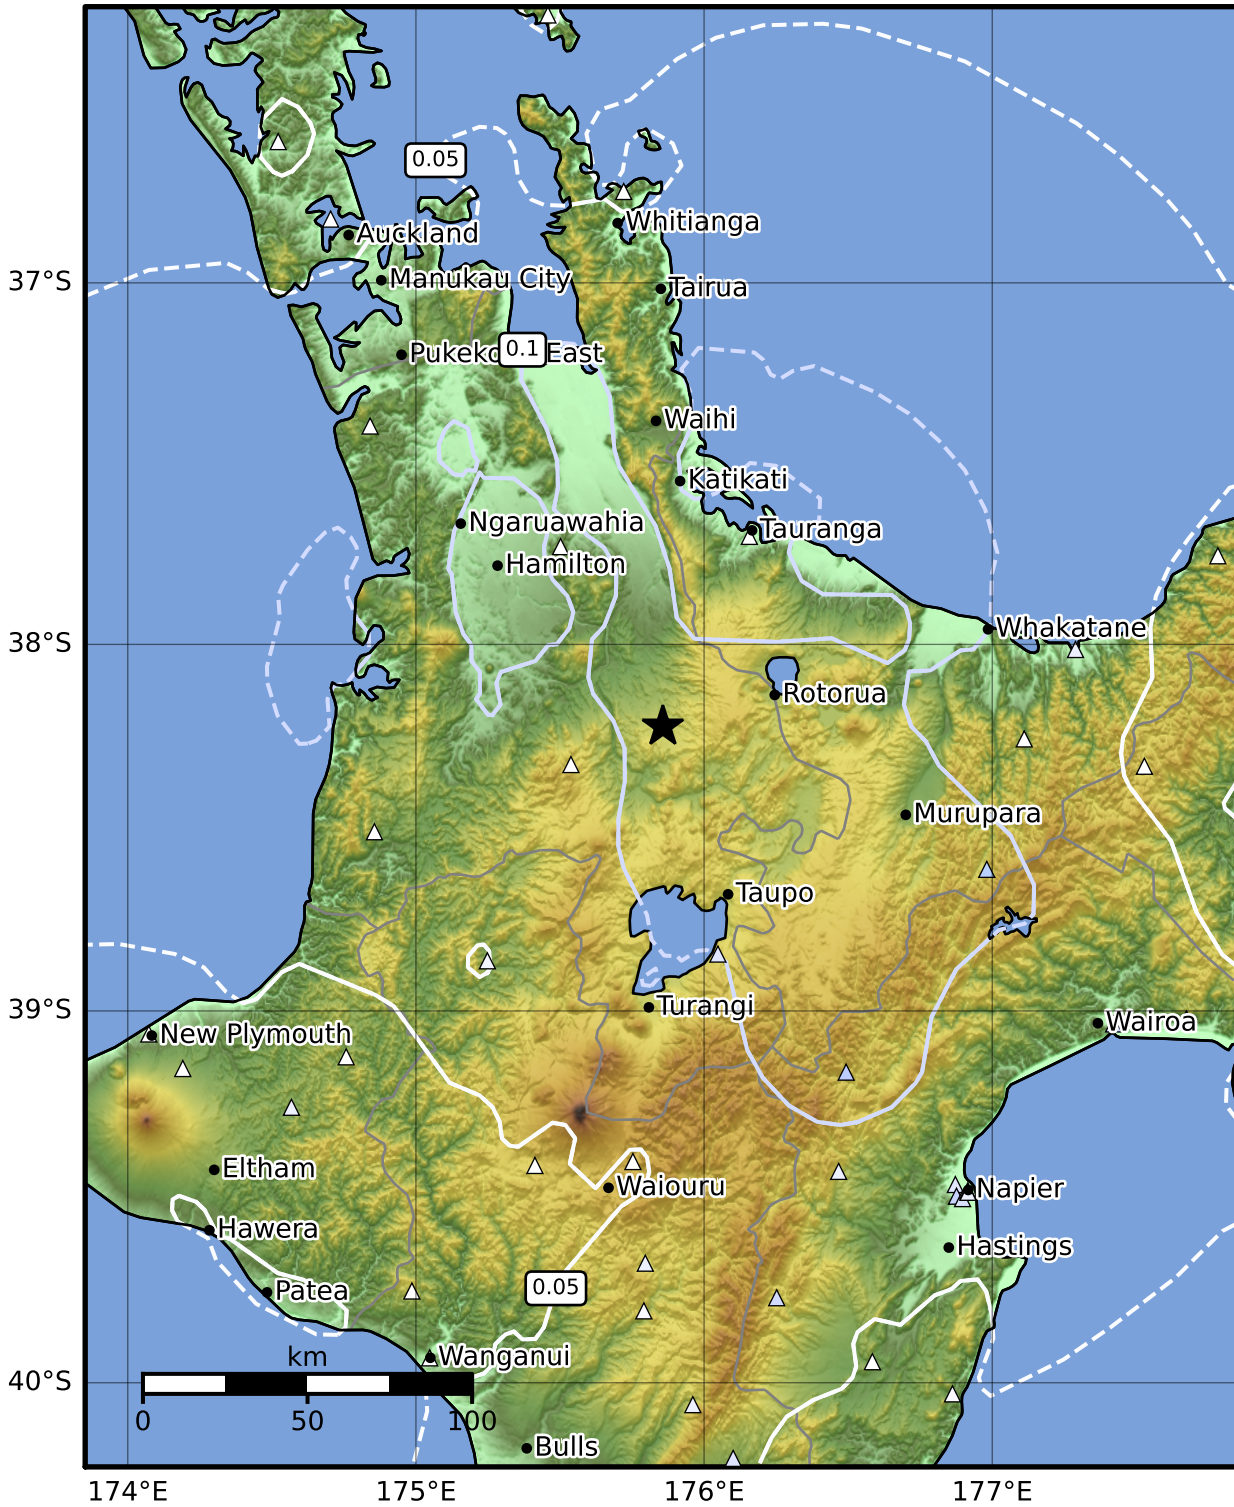 0.05
Whitianga
Auckland
Manukau City
37°S
Tairua
Pukeko
0.1
East
Waihi
Katikati
Ngaruawahia
Tauranga
Hamilton
Whakatane
38°S
Rotorua
Murupara
Taupo
Turangi
39°S
Wairoa
New Plymouth
Eltham
Waiouru
Napier
Hawera
Hastings
Patea
0.05
km
Wanganui
40°S
0
50
100
Bulls
174°E
175°E
176°E
177°E